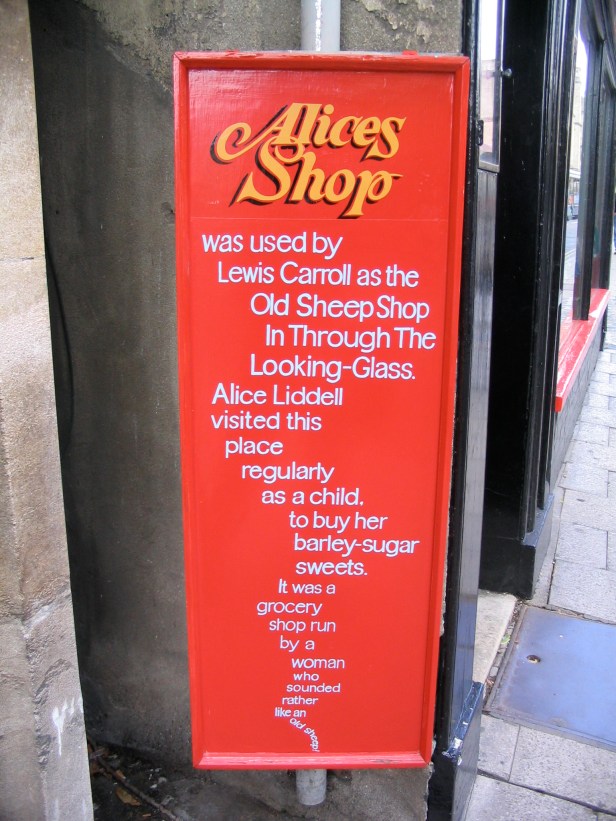 Alices
Shop
was used by
Lewis Carroll as the
Old Sheep Shop
In Through The
Looking-Glass.
Alice Liddell
visited this
place
regularly
as a child,
to buy her
barley-sugar
sweets.
It was a
grocery
shop run
by a
woman
who
sounded
rather
like an
old sheep!